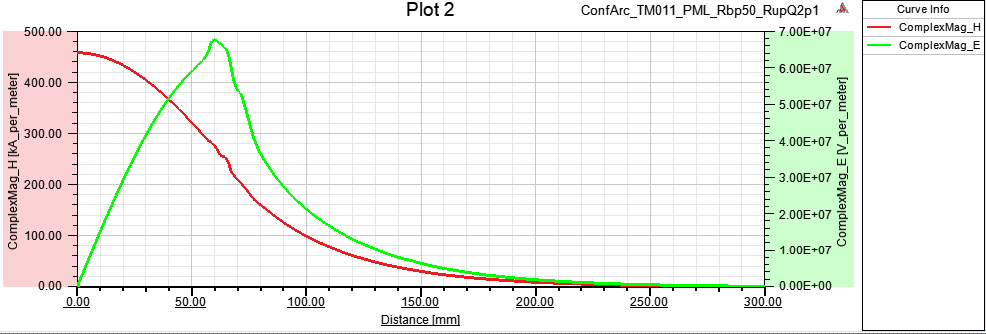 Plot 2
ConfArc_TM011_PML_Rbp50_RupQ2p1
Curve Info
ComplexMag_H
ComplexMag_E
ComplexMag_H [kA_per_meter]
500.00
400.00
300.00
200.00
100.00
0.00
7.00E+07
6.00E+07
5.00E+07
4.00E+07
3.00E+07
2.00E+07
1.00E+07
0.00E+00
ComplexMag_E [V_per_meter]
0.00 50.00 100.00 150.00 200.00 250.00 300.00
Distance [mm]